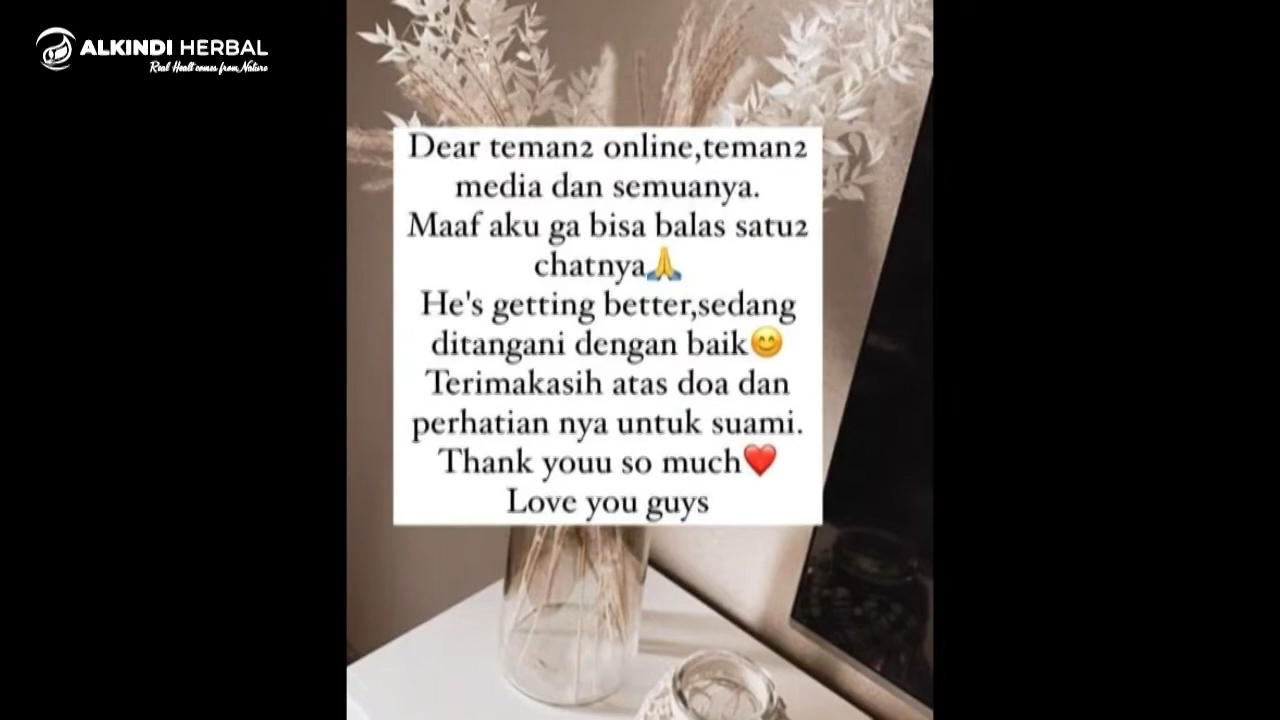 ALKINDI HERBAL
Real Healt comes from Nature
Dear teman2 online,teman2
media dan semuanya.
Maaf aku ga bisa balas satu2
chatnya🙏
He's getting better,sedang
ditangani dengan baik😊
Terimakasih atas doa dan
perhatian nya untuk suami.
Thank youu so much❤️
Love you guys